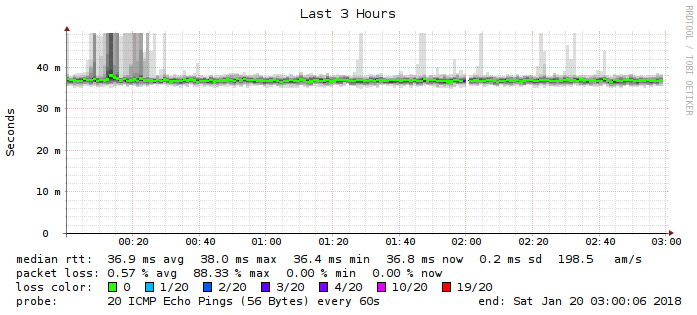 Last 3 Hours
RRDTOOL / TOBI OETIKER
Seconds
40 m
30 m
20 m
10 m
0
00:20 00:40 01:00 01:20 01:40 02:00 02:20 02:40 03:00
median rtt: 36.9 ms avg 38.0 ms max 36.4 ms min 36.8 ms now 0.2 ms sd 198.5 am/s
packet loss: 0.57 % avg 88.33 % max 0.00 % min 0.00 % now
loss color: 0 1/20 2/20 3/20 4/20 10/20 19/20
probe: 20 ICMP Echo Pings (56 Bytes) every 60s end: Sat Jan 20 03:00:06 2018